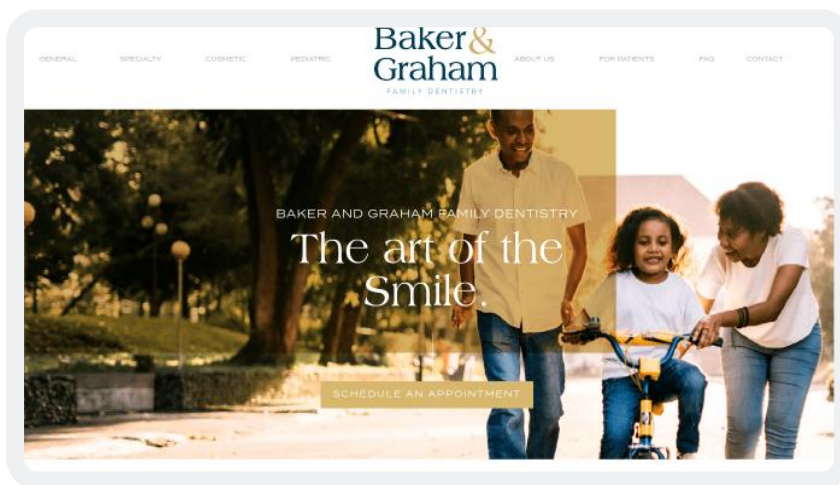 GENERAL SPECIALTY COSMETIC PEDIATRIC
Baker&
Graham
FAMILY DENTISTRY
ABOUT US FOR PATIENTS FAQ CONTACT
BAKER AND GRAHAM FAMILY DENTISTRY
The art of the
Smile.
SCHEDULE AN APPOINTMENT